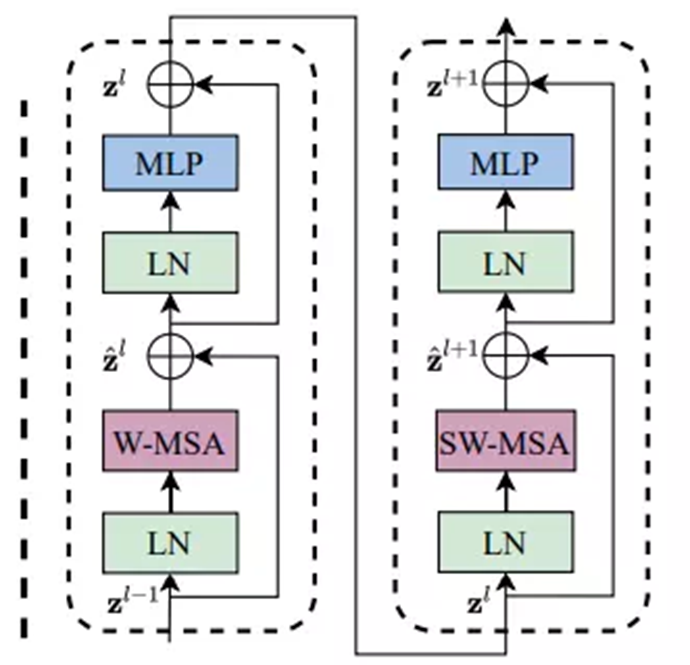 z^l
MLP
LN
ẑ^l
W-MSA
LN
z^{l-1}
z^{l+1}
MLP
LN
ẑ^{l+1}
SW-MSA
LN
z^l